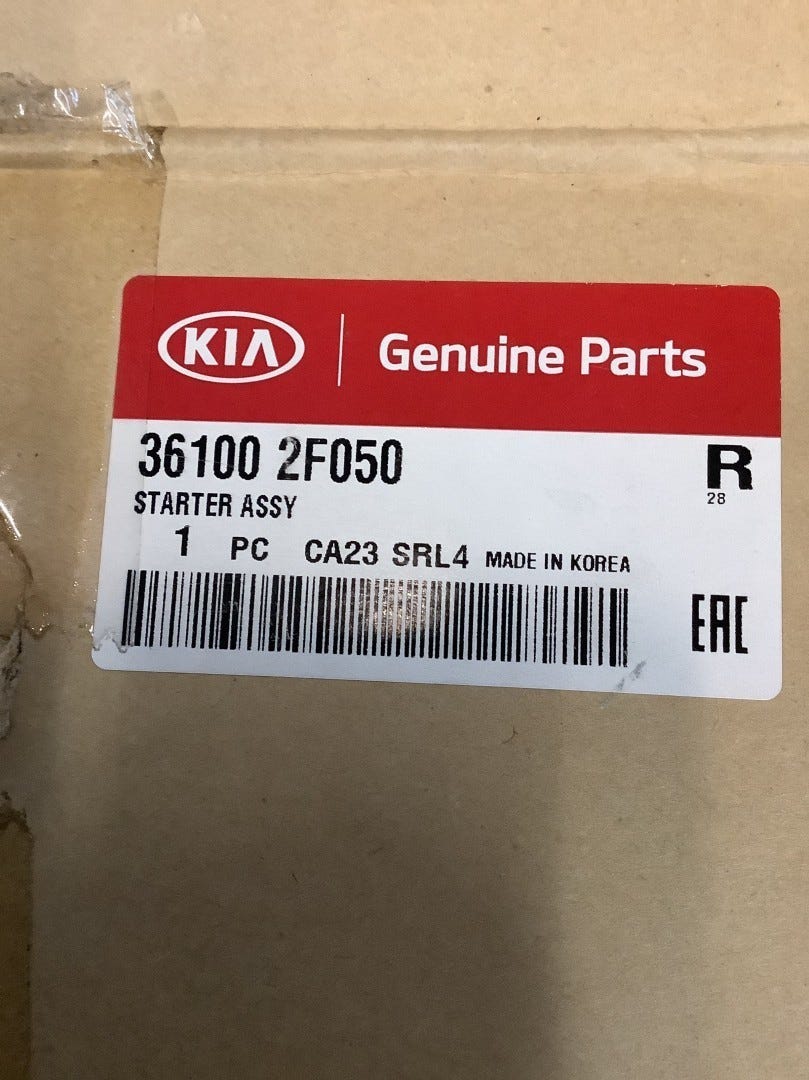 KIA Genuine Parts
36100 2F050 R
28
STARTER ASSY
1 PC CA23 SRL4 MADE IN KOREA
EAC